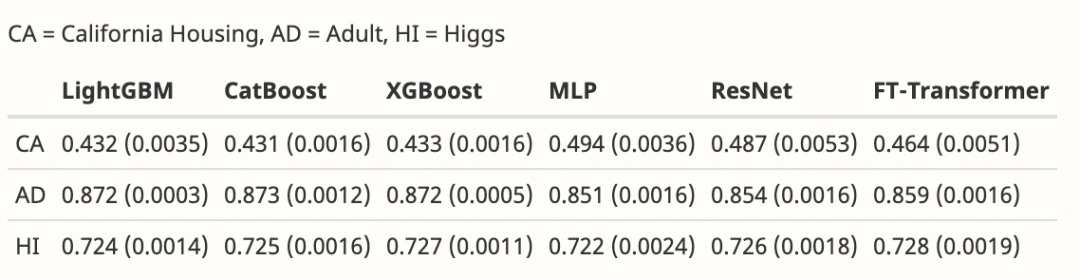 CA = California Housing, AD = Adult, HI = Higgs
LightGBM CatBoost XGBoost MLP ResNet FT-Transformer
CA 0.432 (0.0035) 0.431 (0.0016) 0.433 (0.0016) 0.494 (0.0036) 0.487 (0.0053) 0.464 (0.0051)
AD 0.872 (0.0003) 0.873 (0.0012) 0.872 (0.0005) 0.851 (0.0016) 0.854 (0.0016) 0.859 (0.0016)
HI 0.724 (0.0014) 0.725 (0.0016) 0.727 (0.0011) 0.722 (0.0024) 0.726 (0.0018) 0.728 (0.0019)